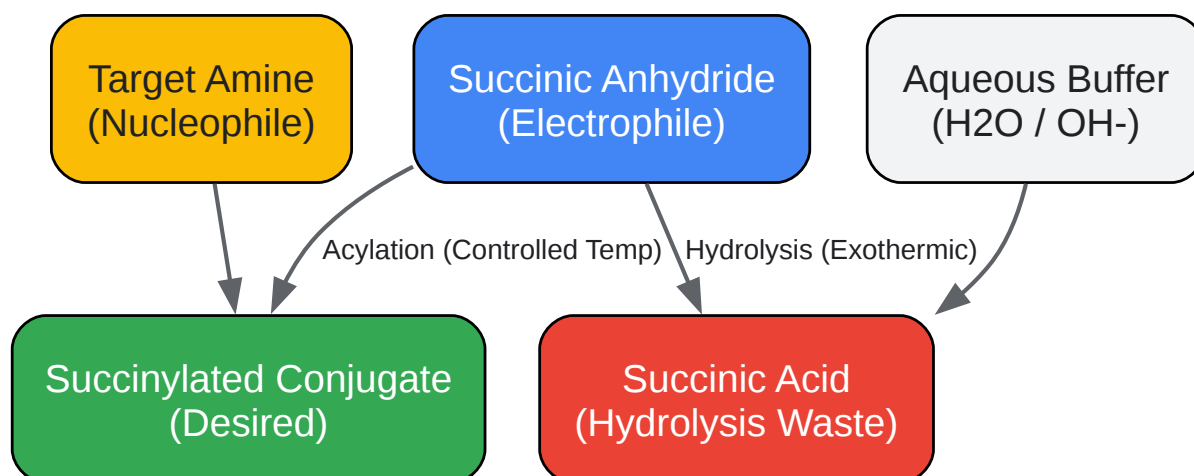 Target Amine
(Nucleophile)
Succinic Anhydride
(Electrophile)
Aqueous Buffer
(H2O / OH-)
Acylation (Controlled Temp)
Hydrolysis (Exothermic)
Succinylated Conjugate
(Desired)
Succinic Acid
(Hydrolysis Waste)